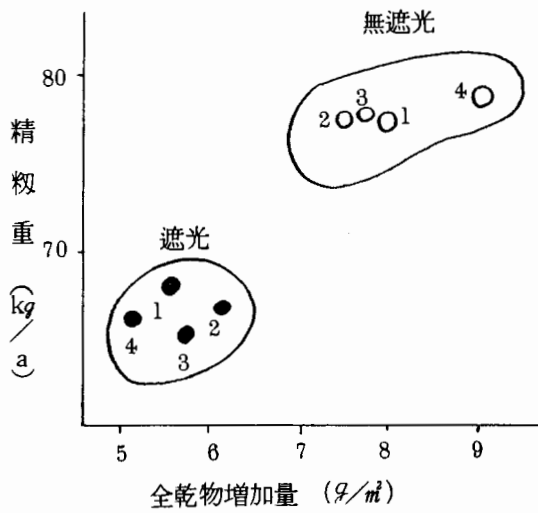 無遮光
80
精籾重 (kg/a)
2 3 1 4
70
遮光
1 2 3 4
5 6 7 8 9
全乾物増加量 (g/㎡)